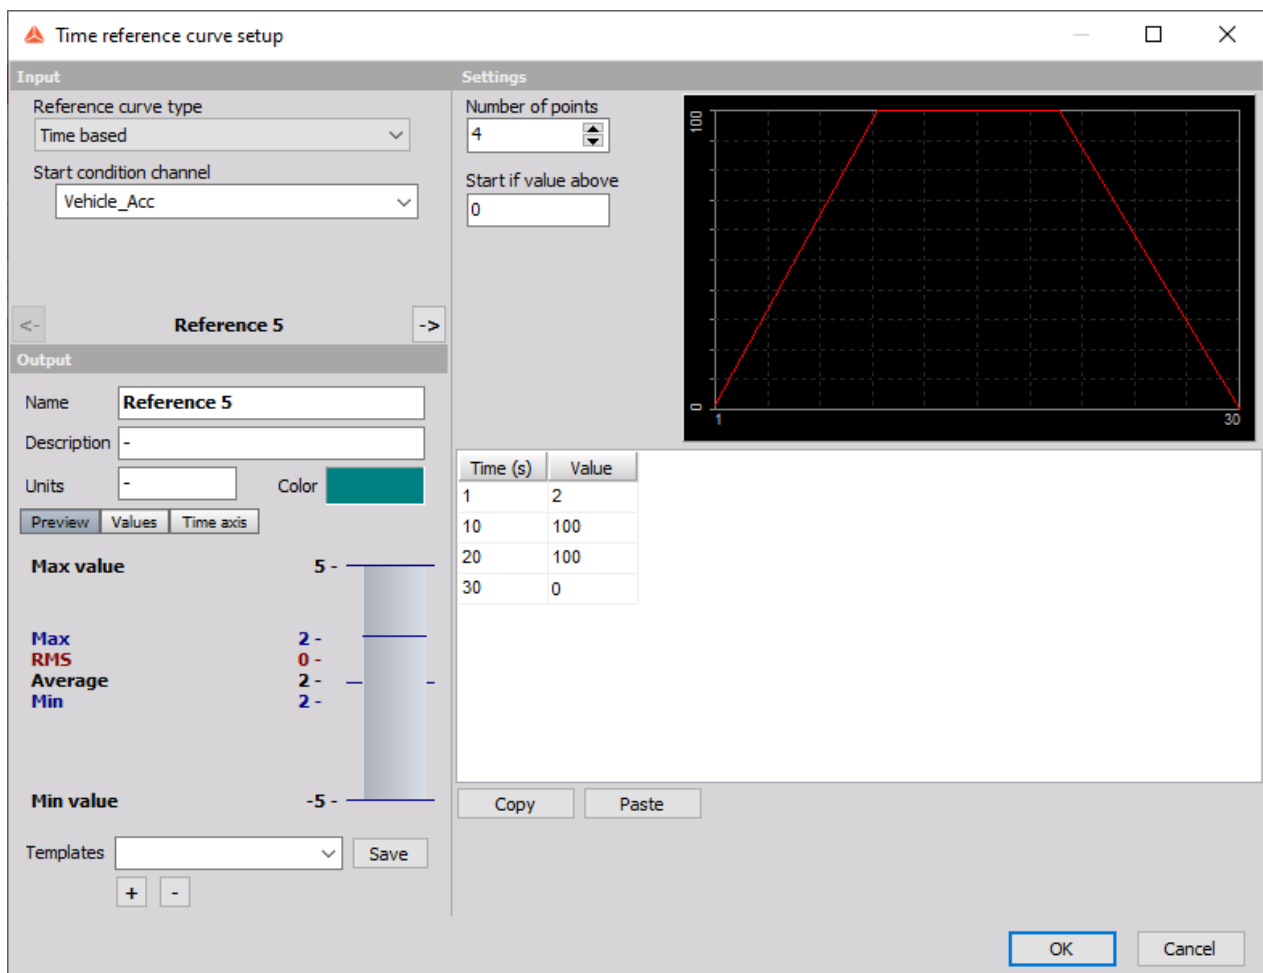 Time reference curve setup
Input
Reference curve type
Time based
Start condition channel
Vehicle_Acc
<-
Reference 5
->
Output
Name
Reference 5
Description
-
Units
-
Color
Preview
Values
Time axis
Max value
5 -
Max
2 -
RMS
0 -
Average
2 -
Min
2 -
Min value
-5 -
Templates
Save
+
-
Settings
Number of points
4
Start if value above
0
100
0
1
30
Time (s) Value
1 2
10 100
20 100
30 0
Copy
Paste
OK
Cancel